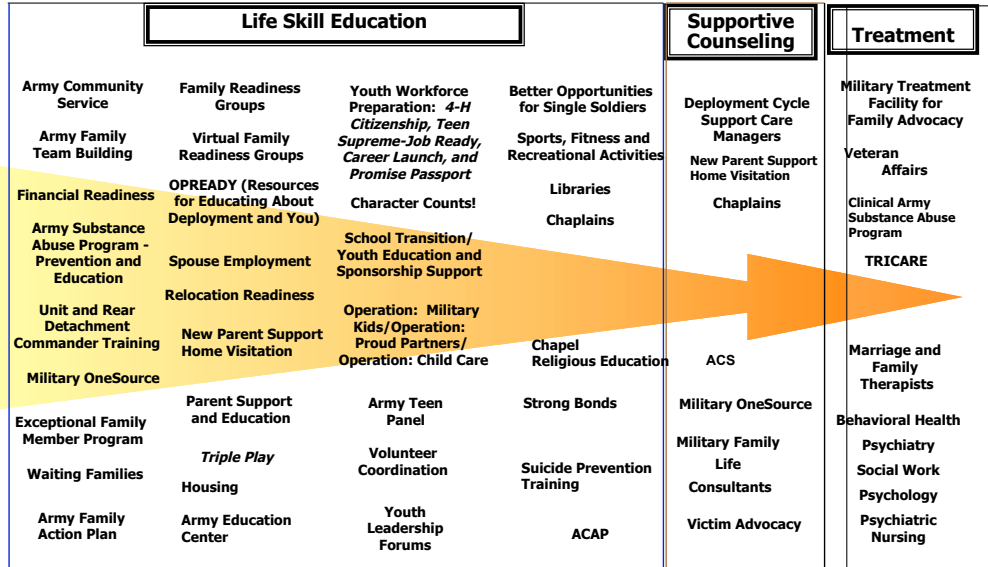 Life Skill Education
Army Community
Service
Army Family
Team Building
Financial Readiness
Army Substance
Abuse Program -
Prevention and
Education
Unit and Rear
Detachment
Commander Training
Military OneSource
Exceptional Family
Member Program
Waiting Families
Army Family
Action Plan
Family Readiness
Groups
Virtual Family
Readiness Groups
OPREADY (Resources
for Educating About
Deployment and You)
Spouse Employment
Relocation Readiness
New Parent Support
Home Visitation
Parent Support
and Education
Triple Play
Housing
Army Education
Center
Youth Workforce
Preparation: 4-H
Citizenship, Teen
Supreme-Job Ready,
Career Launch, and
Promise Passport
Character Counts!
School Transition/
Youth Education and
Sponsorship Support
Operation: Military
Kids/Operation:
Proud Partners/
Operation: Child Care
Army Teen
Panel
Volunteer
Coordination
Youth
Leadership
Forums
Better Opportunities
for Single Soldiers
Sports, Fitness and
Recreational Activities
Libraries
Chaplains
Chapel
Religious Education
Strong Bonds
Suicide Prevention
Training
ACAP
Supportive
Counseling
Deployment Cycle
Support Care
Managers
New Parent Support
Home Visitation
Chaplains
ACS
Military OneSource
Military Family
Life
Consultants
Victim Advocacy
Treatment
Military Treatment
Facility for
Family Advocacy
Veteran
Affairs
Clinical Army
Substance Abuse
Program
TRICARE
Marriage and
Family
Therapists
Behavioral Health
Psychiatry
Social Work
Psychology
Psychiatric
Nursing